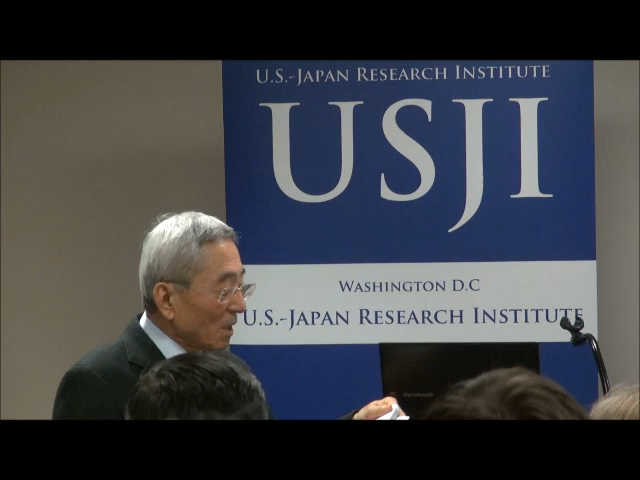 U.S.-JAPAN RESEARCH INSTITUTE
USJI
WASHINGTON D.C
U.S.-JAPAN RESEARCH INSTITUTE